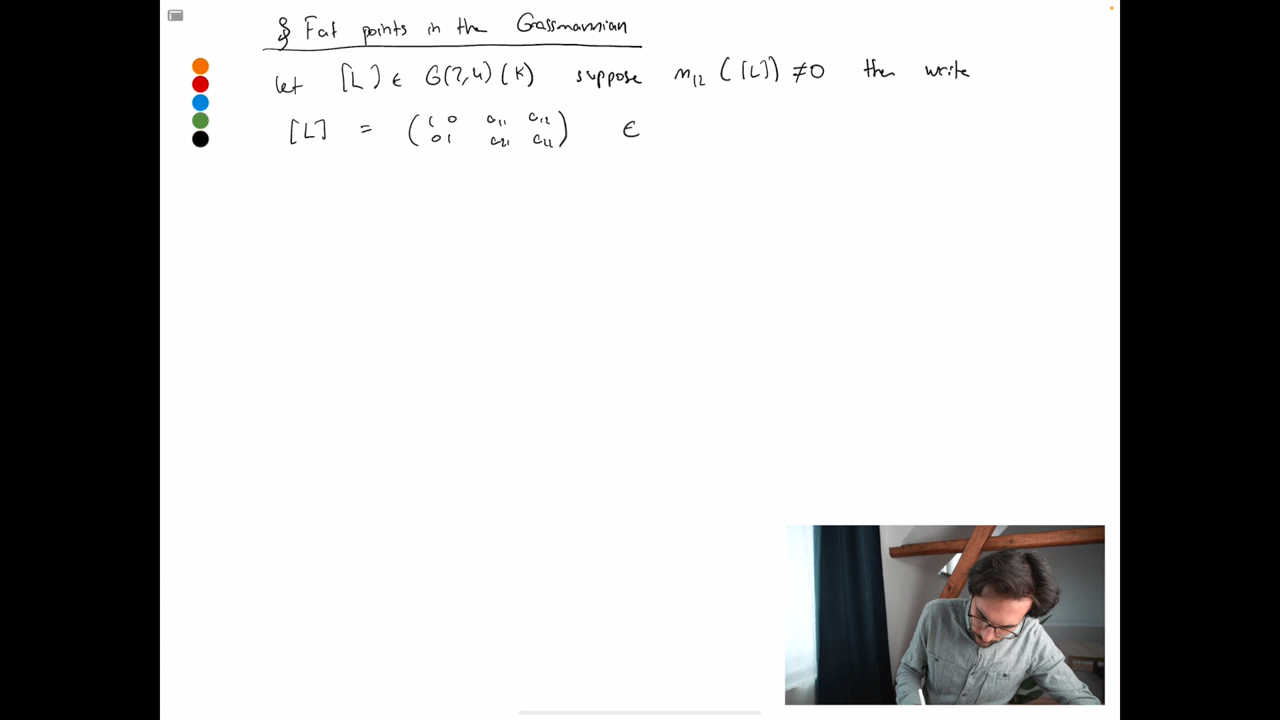 § Fat points in the Grassmannian
let [L] ∈ G(2,4)(K) suppose m₁₂([L]) ≠ 0 then write
[L] = ( 1 0 a₁₁ a₁₂
0 1 a₂₁ a₂₂ ) ∈